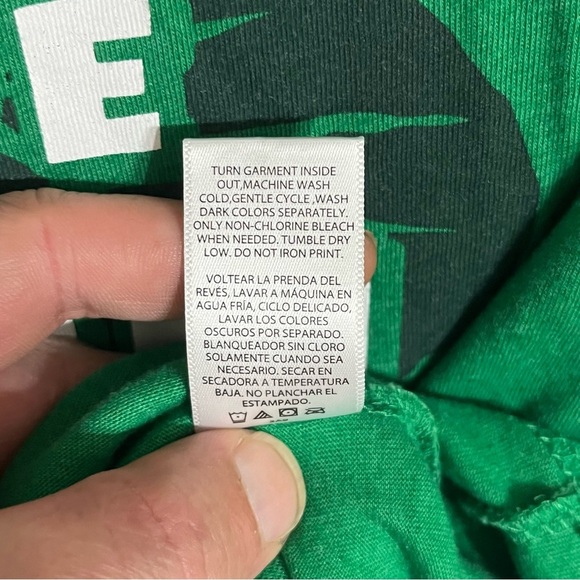 E
TURN GARMENT INSIDE
OUT,MACHINE WASH
COLD,GENTLE CYCLE ,WASH
DARK COLORS SEPARATELY.
ONLY NON-CHLORINE BLEACH
WHEN NEEDED. TUMBLE DRY
LOW. DO NOT IRON PRINT.
VOLTEAR LA PRENDA DEL
REVÉS, LAVAR A MÁQUINA EN
AGUA FRÍA, CICLO DELICADO,
LAVAR LOS COLORES
OSCUROS POR SEPARADO.
BLANQUEADOR SIN CLORO
SOLAMENTE CUANDO SEA
NECESARIO. SECAR EN
SECADORA A TEMPERATURA
BAJA. NO PLANCHAR EL
ESTAMPADO.